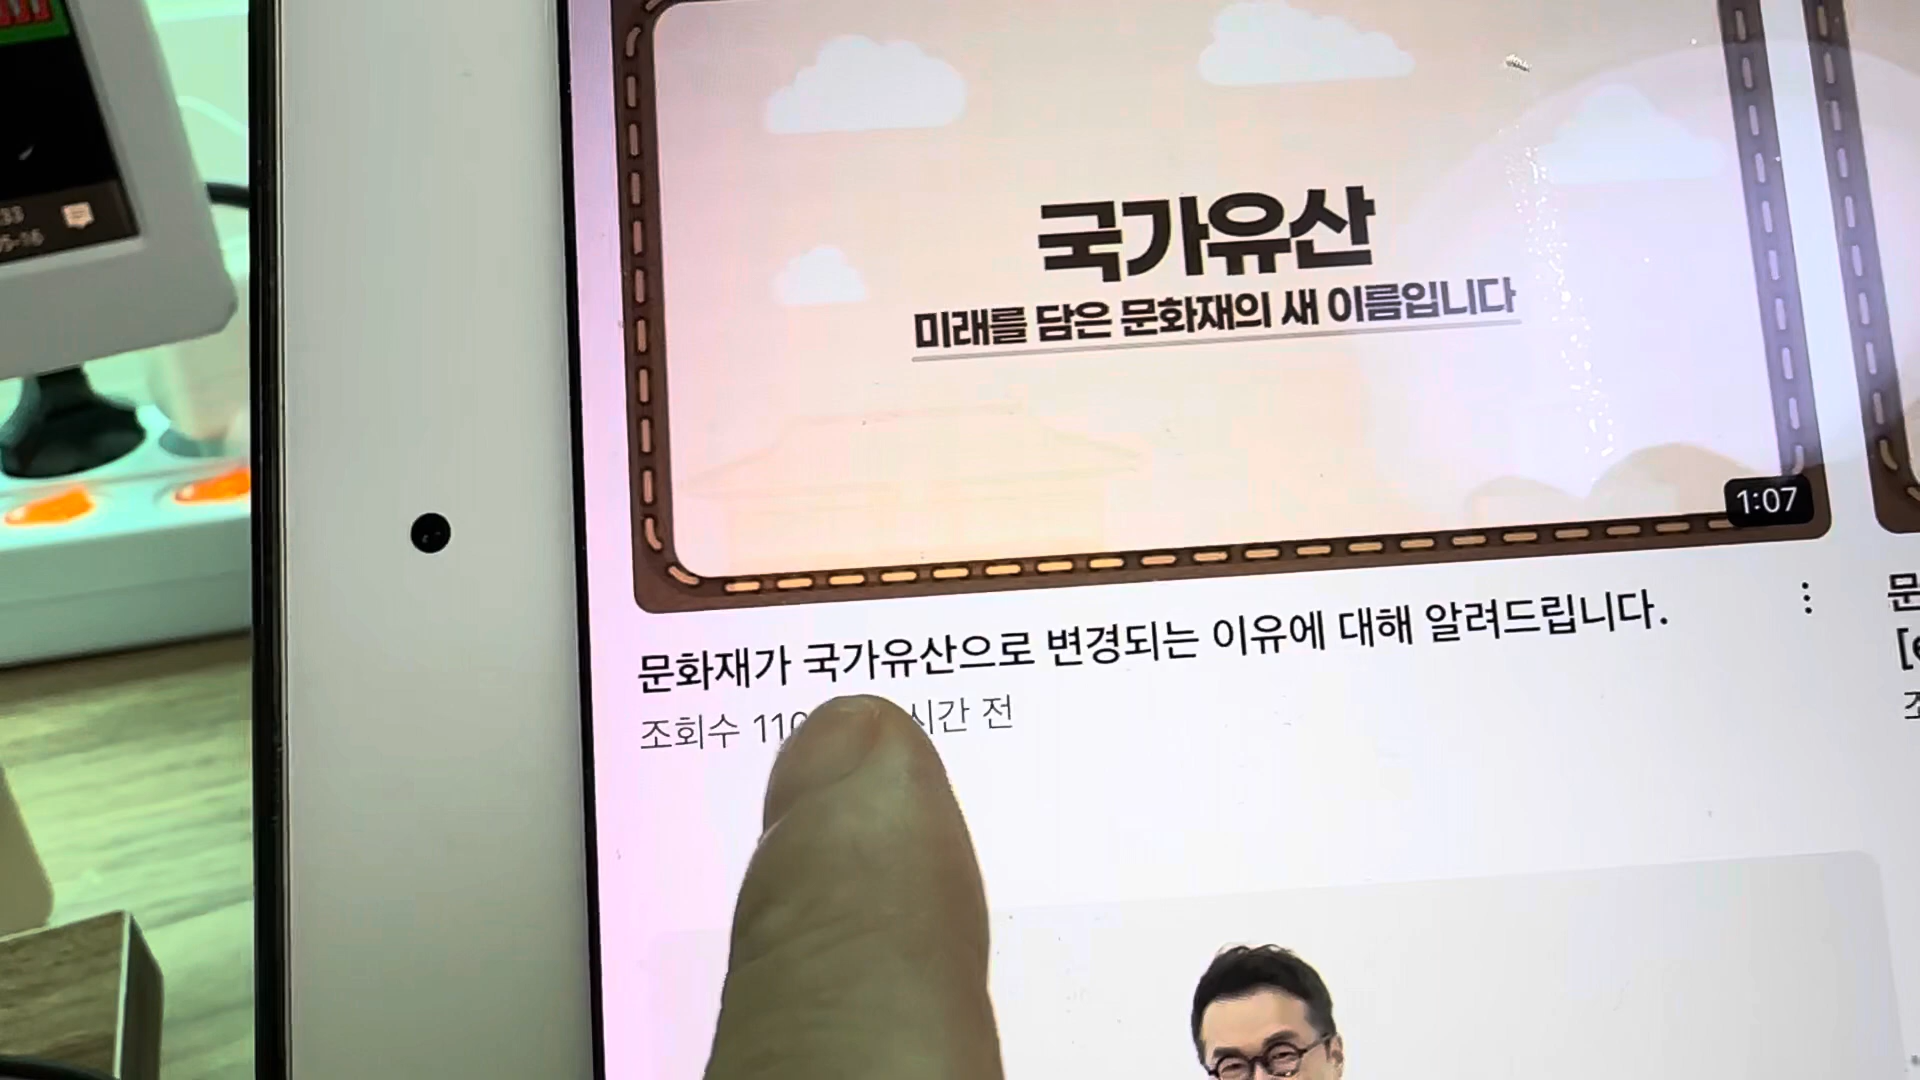 국가유산
미래를 담은 문화재의 새 이름입니다
1:07
문화재가 국가유산으로 변경되는 이유에 대해 알려드립니다.
조회수 시간 전
문